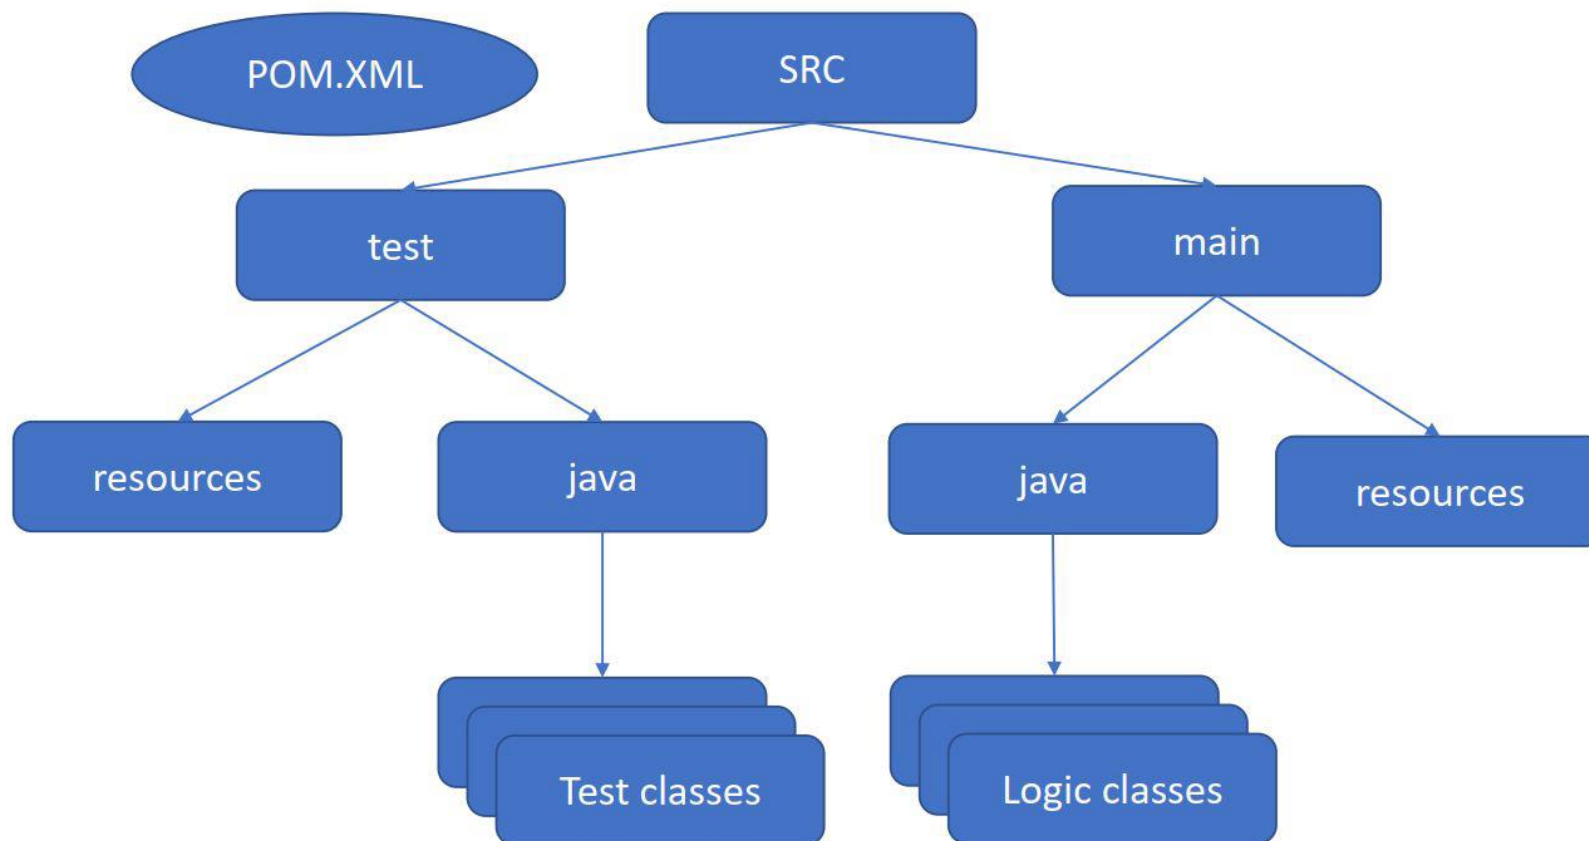 POM.XML
SRC
test
main
resources
java
java
resources
Test classes
Logic classes